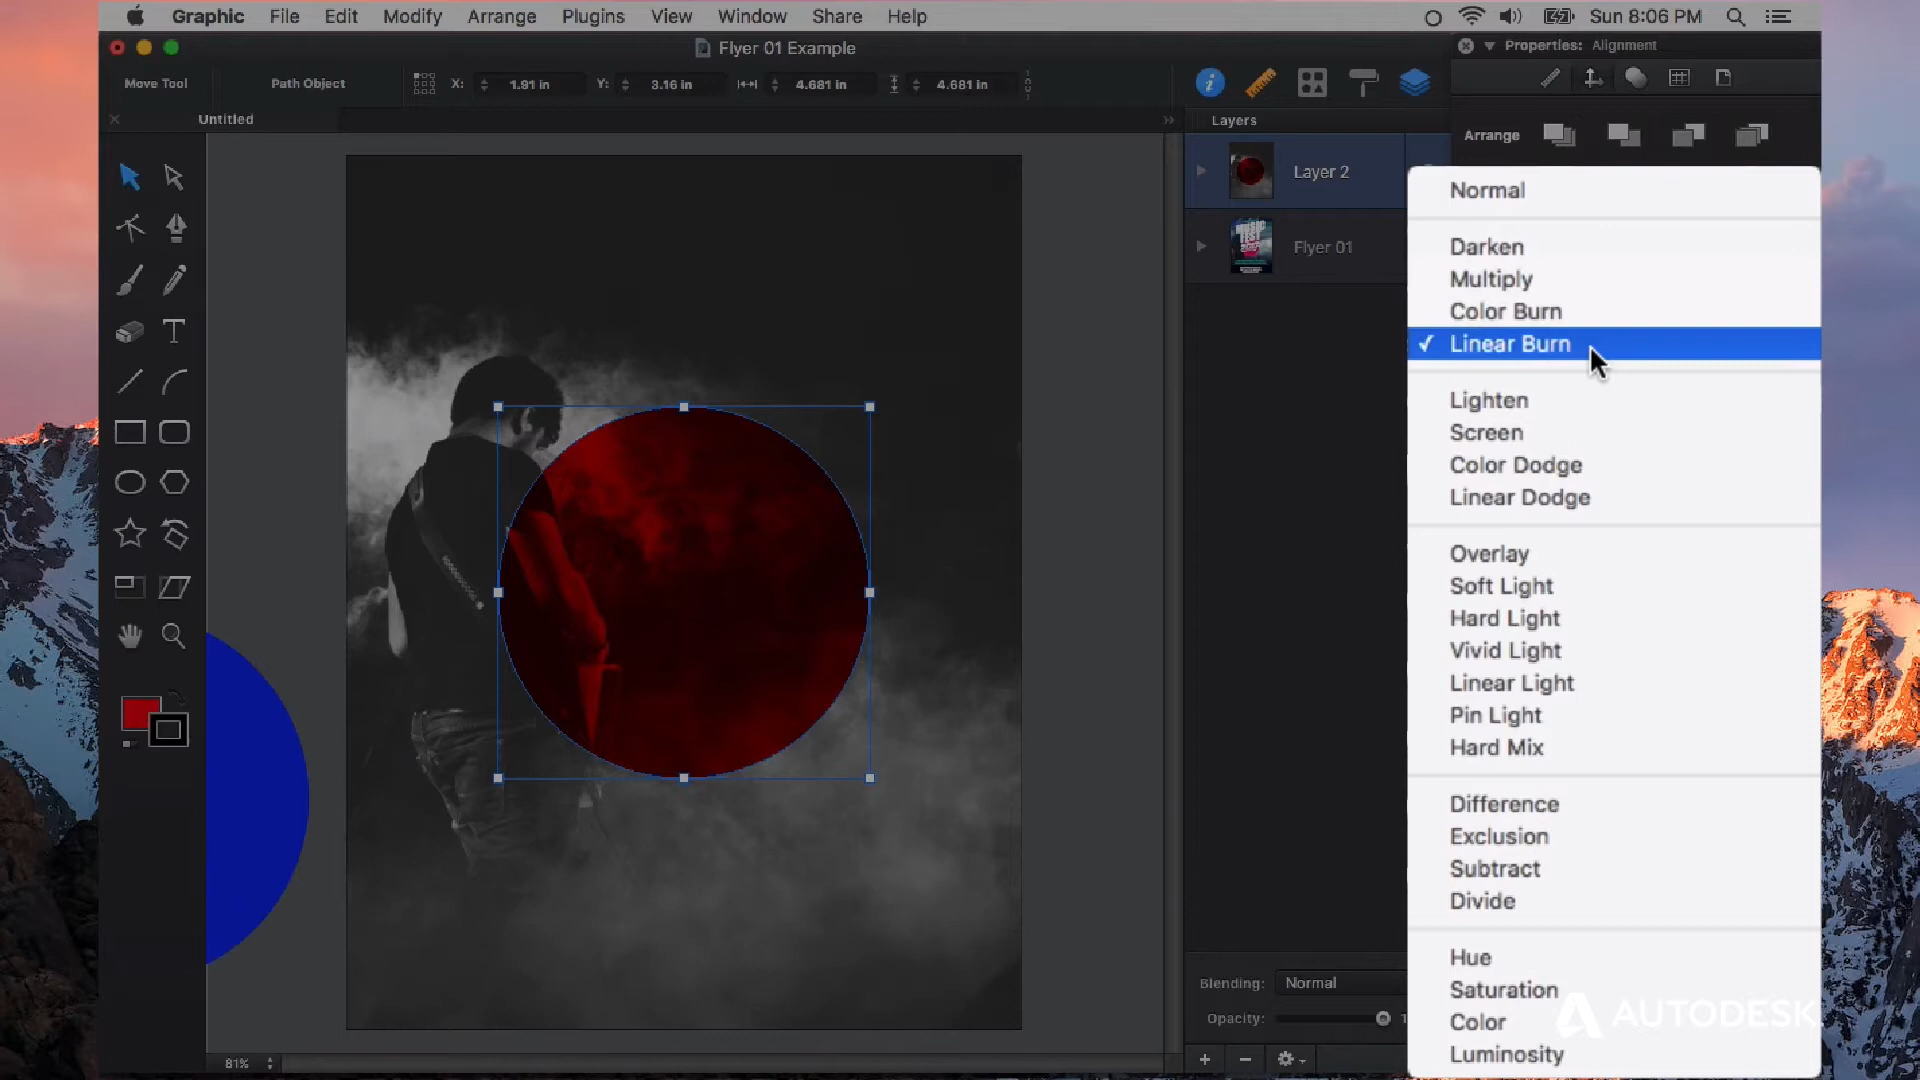 Graphic File Edit Modify Arrange Plugins View Window Share Help Sun 8:06 PM
Flyer 01 Example
Properties: Alignment
Move Tool Path Object X: 1.91 in Y: 3.16 in 4.681 in 4.681 in
Untitled
Layers
Arrange
Layer 2
Flyer 01
Normal
Darken
Multiply
Color Burn
✓ Linear Burn
Lighten
Screen
Color Dodge
Linear Dodge
Overlay
Soft Light
Hard Light
Vivid Light
Linear Light
Pin Light
Hard Mix
Difference
Exclusion
Subtract
Divide
Hue
Saturation
Color
Luminosity
Blending: Normal
Opacity: 1
AUTODESK
81%